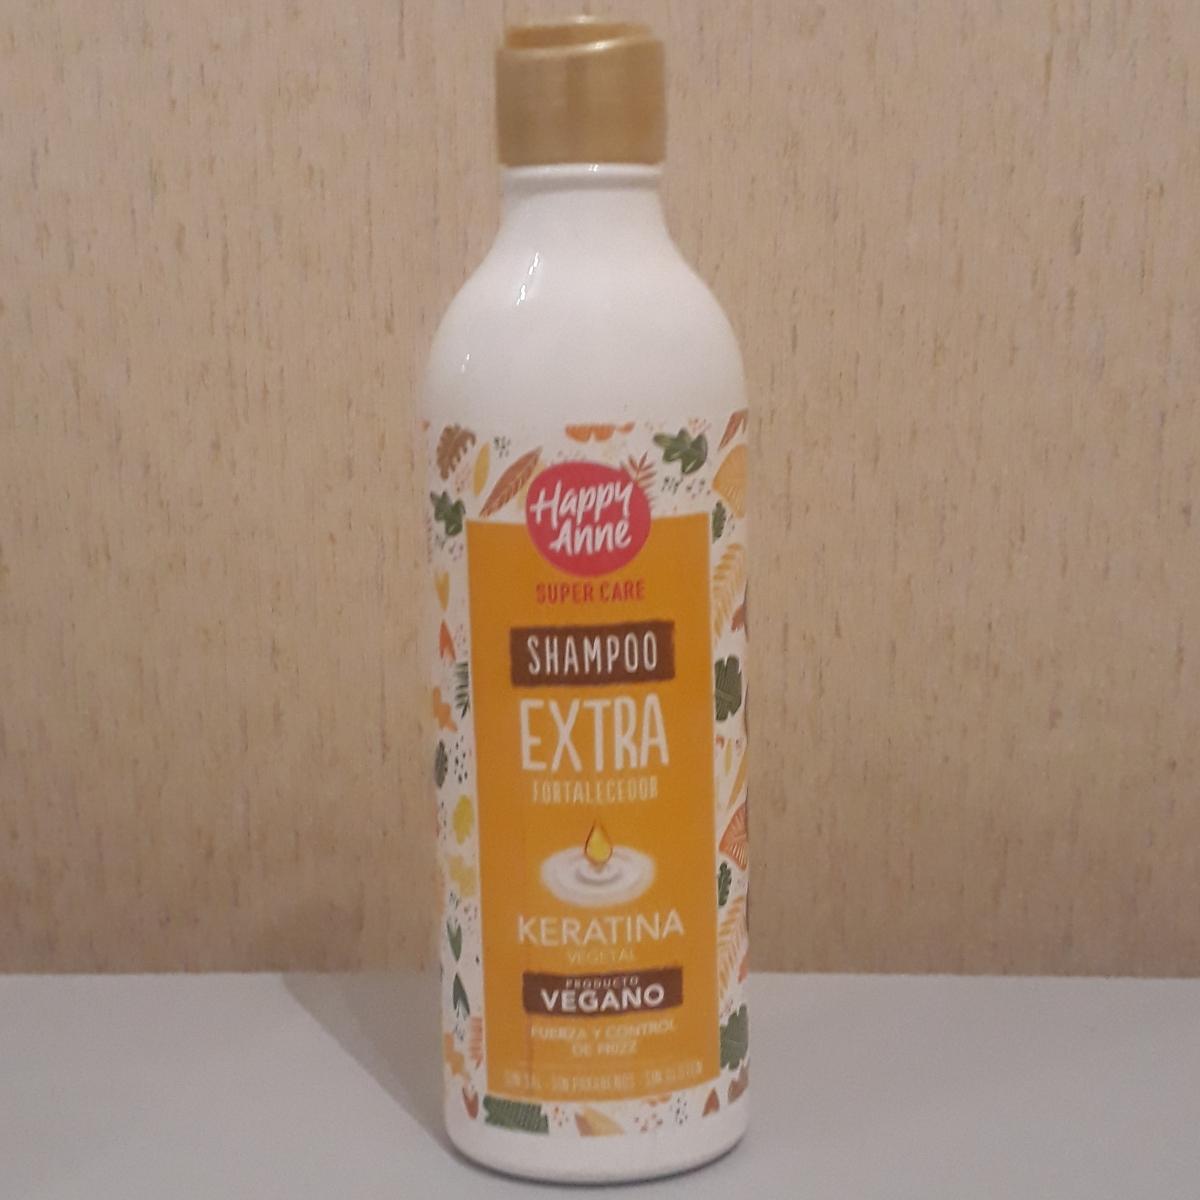 Happy
Anne
SUPER CARE
SHAMPOO
EXTRA
FORTALECEDOR
KERATINA
VEGETAL
PRODUCTO
VEGANO
FUERZA Y CONTROL
DE FRIZZ
SIN SAL - SIN PARABENOS - SIN GLUTEN